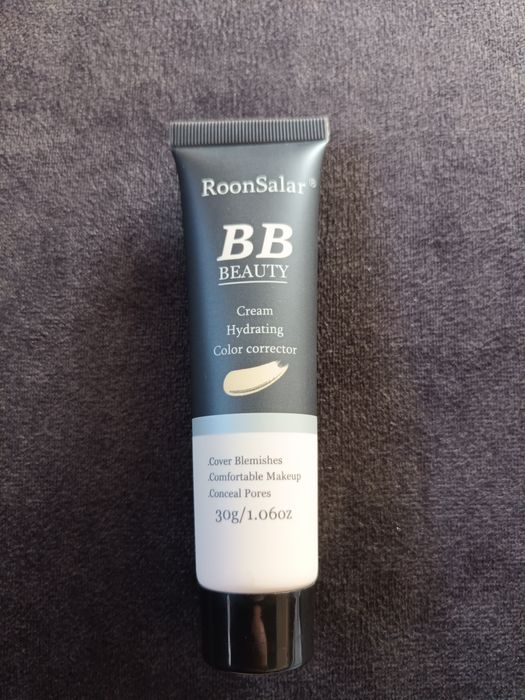 RoonSalar®
BB
BEAUTY
Cream
Hydrating
Color corrector
.Cover Blemishes
.Comfortable Makeup
.Conceal Pores
30g/1.06oz